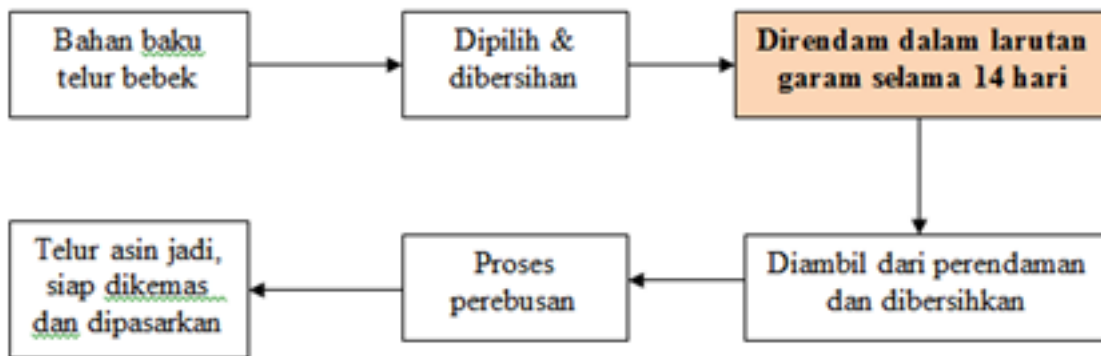 Bahan baku
telur bebek
Dipilih &
dibersihan
Direndam dalam larutan
garam selama 14 hari
Diambil dari perendaman
dan dibersihkan
Proses
perebusan
Telur asin jadi,
siap dikemas
dan dipasarkan